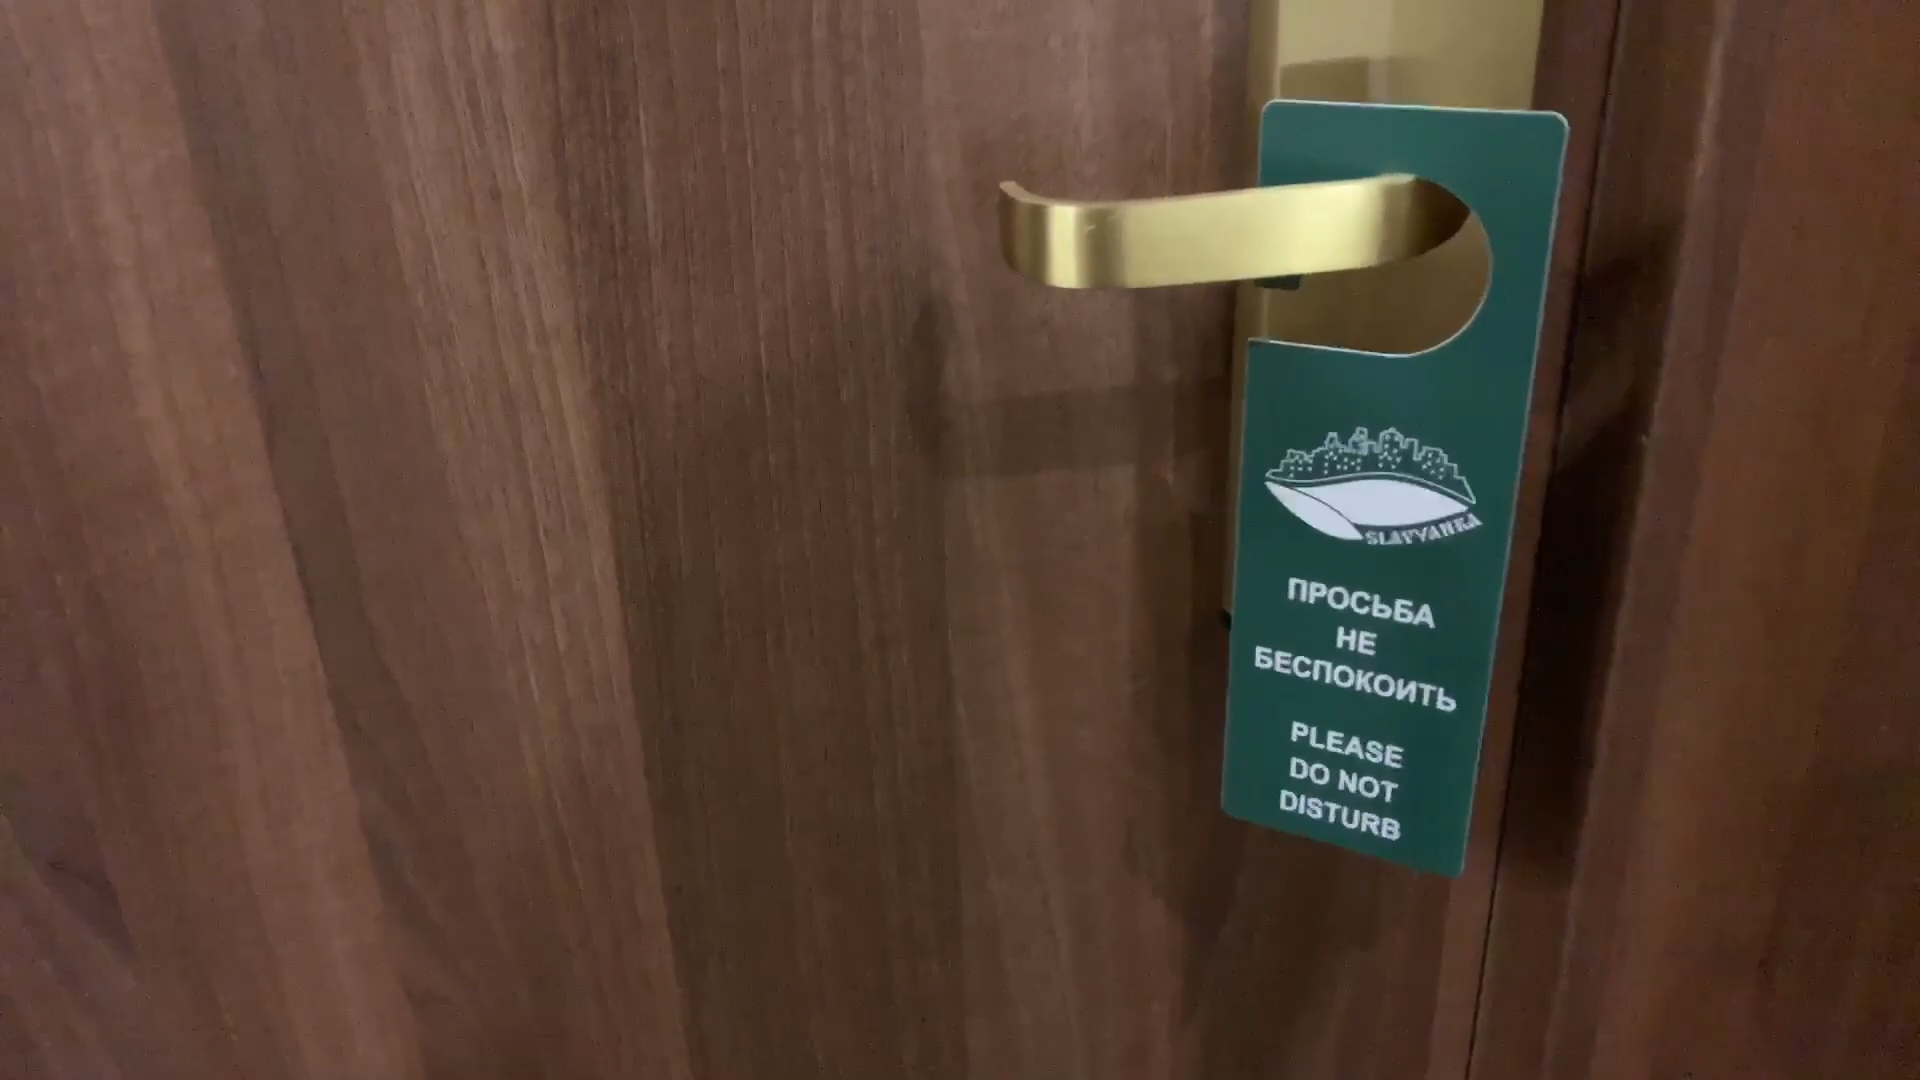 SLAVYANKA
ПРОСЬБА
НЕ
БЕСПОКОИТЬ
PLEASE
DO NOT
DISTURB